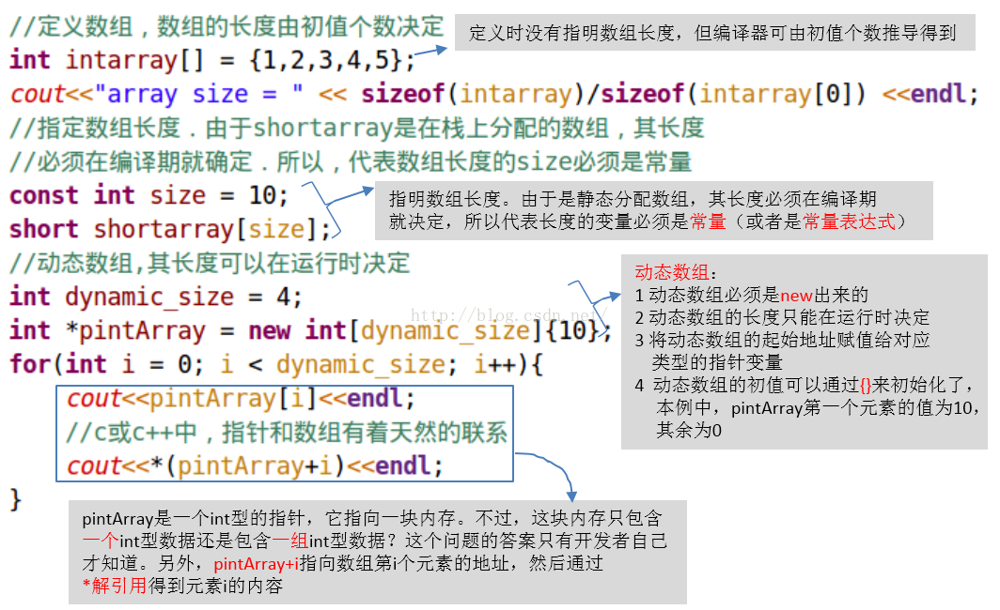 //定义数组，数组的长度由初值个数决定
定义时没有指明数组长度，但编译器可由初值个数推导得到
int intarray[] = {1,2,3,4,5};
cout<<"array size = " << sizeof(intarray)/sizeof(intarray[0]) <<endl;
//指定数组长度．由于shortarray是在栈上分配的数组，其长度
//必须在编译期就确定．所以，代表数组长度的size必须是常量
const int size = 10;
short shortarray[size];
指明数组长度。由于是静态分配数组，其长度必须在编译期
就决定，所以代表长度的变量必须是常量（或者是常量表达式）
//动态数组,其长度可以在运行时决定
int dynamic_size = 4;
http://blog.csdn.net/
int *pintArray = new int[dynamic_size]{10};
for(int i = 0; i < dynamic_size; i++){
动态数组：
1 动态数组必须是new出来的
2 动态数组的长度只能在运行时决定
3 将动态数组的起始地址赋值给对应
类型的指针变量
4 动态数组的初值可以通过{}来初始化了，
本例中，pintArray第一个元素的值为10，
其余为0
cout<<pintArray[i]<<endl;
//c或c++中，指针和数组有着天然的联系
cout<<*(pintArray+i)<<endl;
}
pintArray是一个int型的指针，它指向一块内存。不过，这块内存只包含
一个int型数据还是包含一组int型数据？这个问题的答案只有开发者自己
才知道。另外，pintArray+i指向数组第i个元素的地址，然后通过
*解引用得到元素i的内容